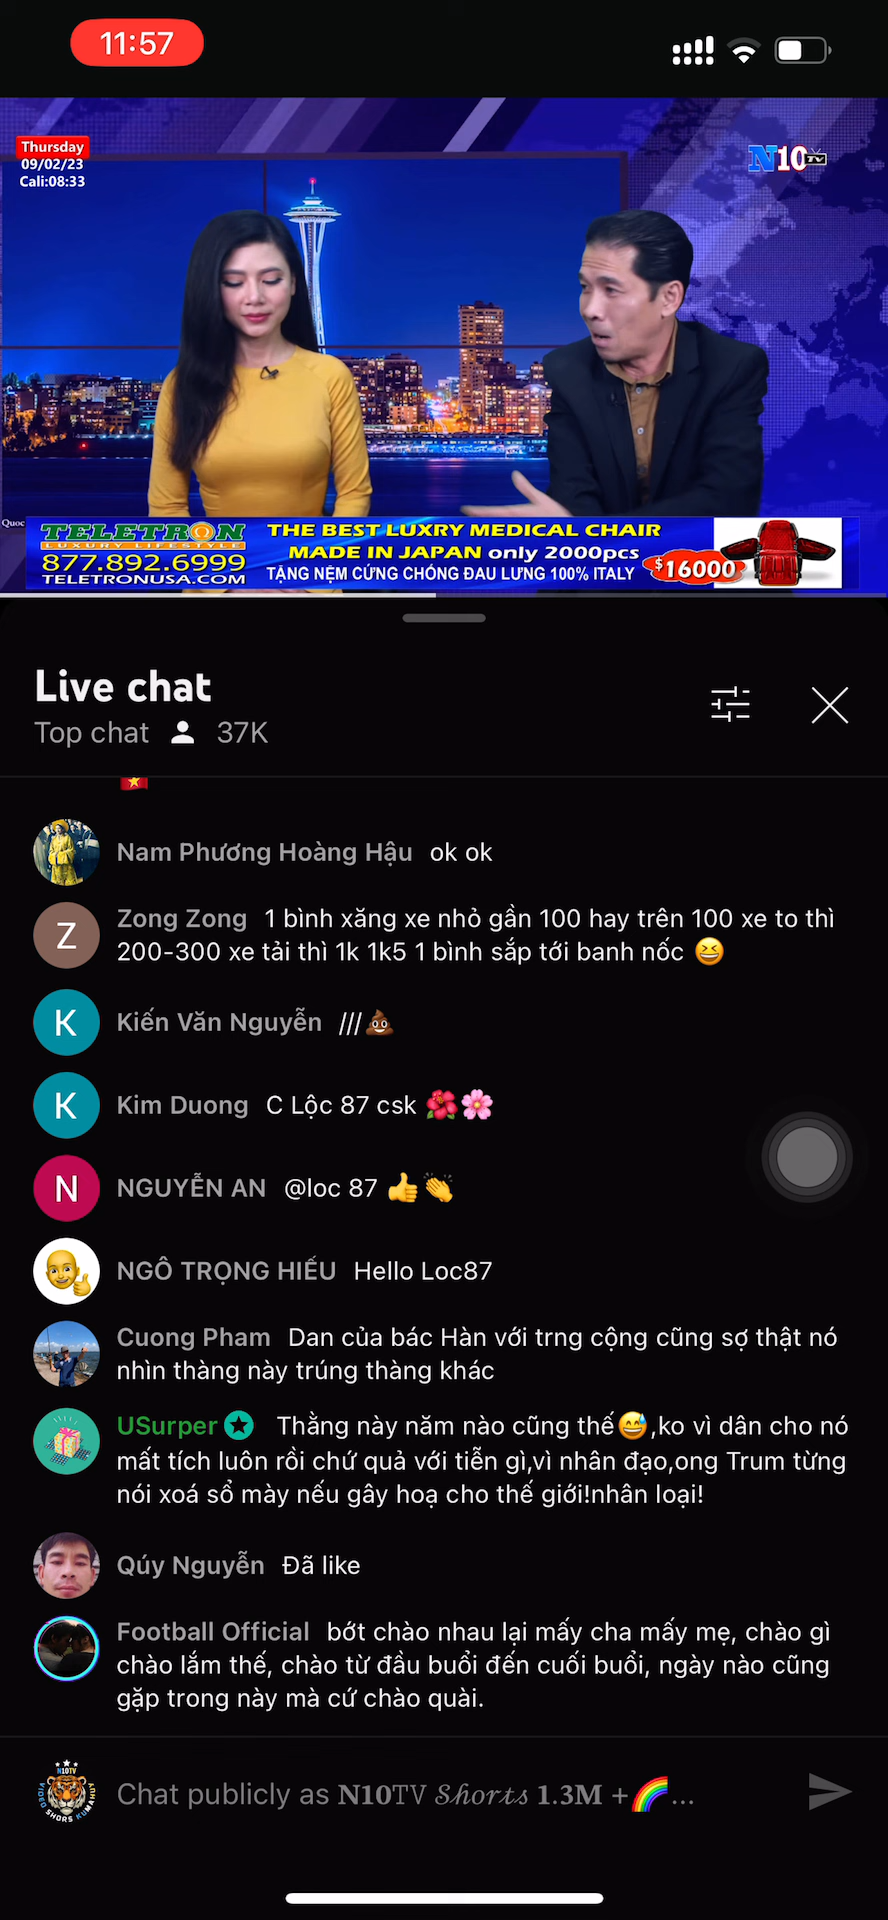 11:57
Thursday
09/02/23
Cali:08:33
N10 TV
Quoc
TELETRON
LUXURY LIFESTYLE
877.892.6999
TELETRONUSA.COM
THE BEST LUXRY MEDICAL CHAIR
MADE IN JAPAN only 2000pcs
TẶNG NỆM CỨNG CHỐNG ĐAU LƯNG 100% ITALY
$16000
Live chat
Top chat 37K
Nam Phương Hoàng Hậu ok ok
Z
Zong Zong 1 bình xăng xe nhỏ gần 100 hay trên 100 xe to thì
200-300 xe tải thì 1k 1k5 1 bình sắp tới banh nốc 😆
K
Kiến Văn Nguyễn ///💩
K
Kim Duong C Lộc 87 csk 🌺🌸
N
NGUYỄN AN @loc 87 👍👏
NGÔ TRỌNG HIẾU Hello Loc87
Cuong Pham Dan của bác Hàn với trng cộng cũng sợ thật nó
nhìn thàng này trúng thàng khác
USurper Thằng này năm nào cũng thế😅,ko vì dân cho nó
mất tích luôn rồi chứ quả với tiễn gì,vì nhân đạo,ong Trum từng
nói xoá sổ mày nếu gây hoạ cho thế giới!nhân loại!
Qúy Nguyễn Đã like
Football Official bớt chào nhau lại mấy cha mấy mẹ, chào gì
chào lắm thế, chào từ đầu buổi đến cuối buổi, ngày nào cũng
gặp trong này mà cứ chào quài.
N10TV
VIDEO SHORS KUMAHUY
Chat publicly as 𝐍𝟏𝟎TV 𝓢𝓱𝓸𝓻𝓽𝓼 𝟏.𝟑𝐌 +🌈...